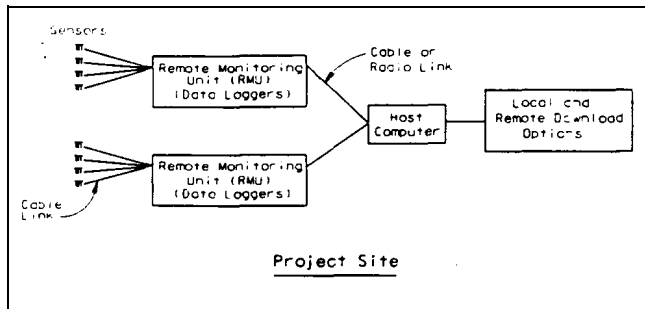 Sensors
Remote Monitoring
Unit (RMU)
(Data Loggers)
Cable or
Radio Link
Host
Computer
Local and
Remote Download
Options
Remote Monitoring
Unit (RMU)
(Data Loggers)
Cable
Link
Project Site